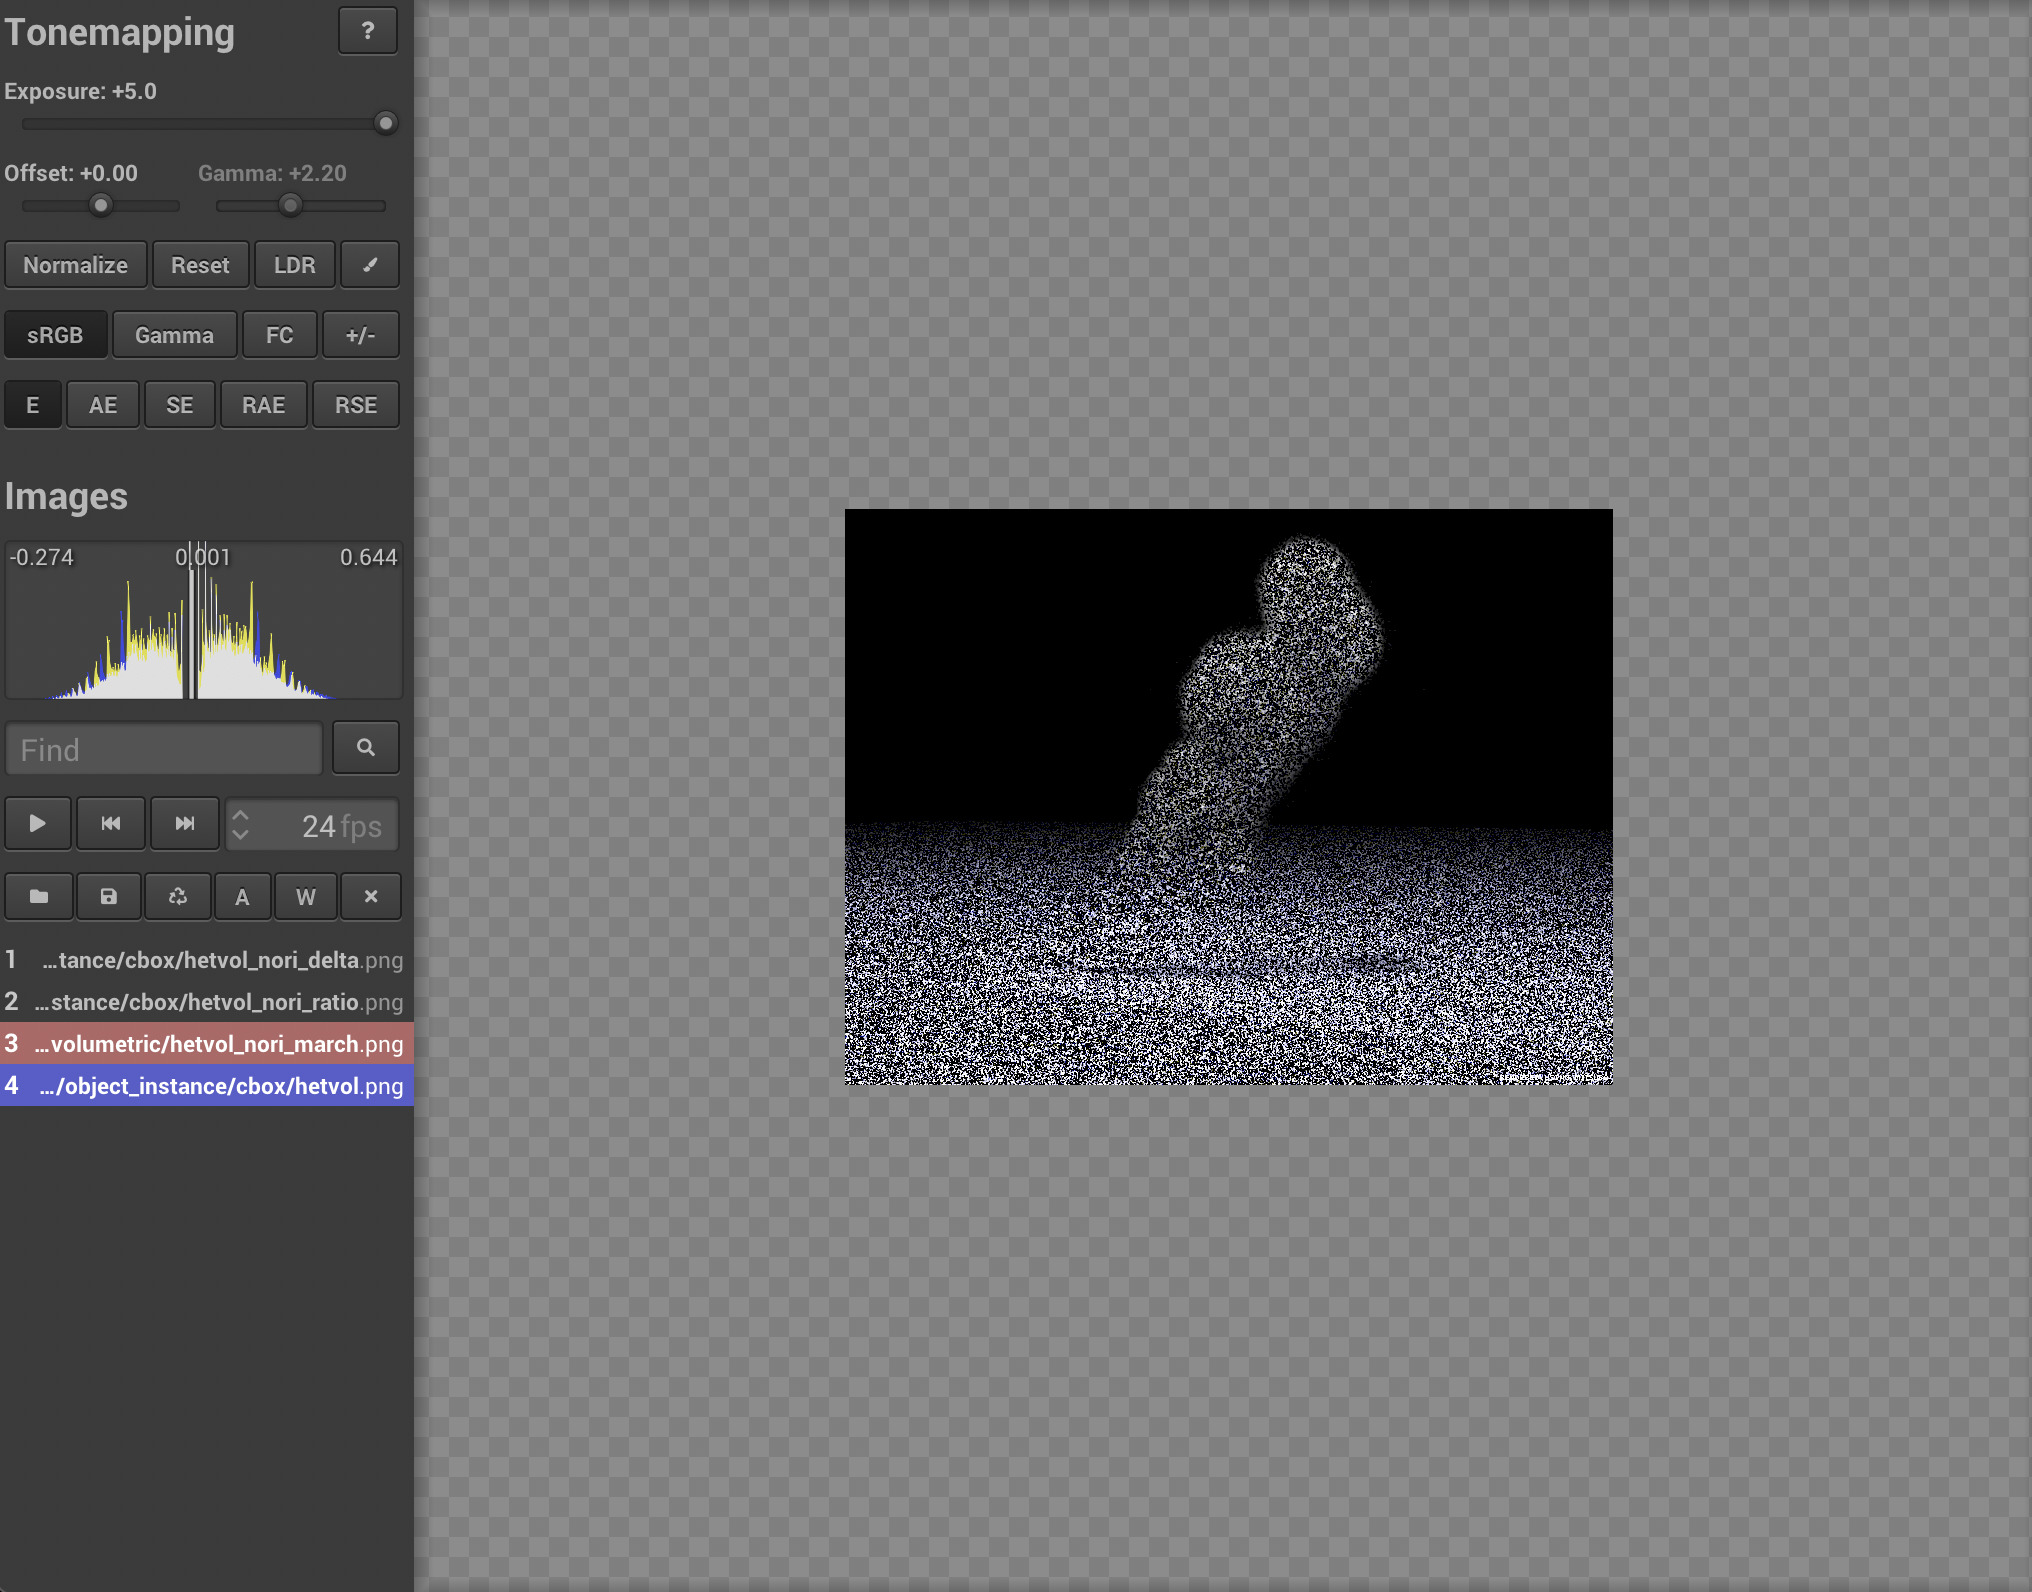 Tonemapping
?
Exposure: +5.0
Offset: +0.00 Gamma: +2.20
Normalize Reset LDR
sRGB Gamma FC +/-
E AE SE RAE RSE
Images
-0.274 0.001 0.644
Find
24 fps
A W
1 …tance/cbox/hetvol_nori_delta.png
2 …stance/cbox/hetvol_nori_ratio.png
3 …volumetric/hetvol_nori_march.png
4 …/object_instance/cbox/hetvol.png